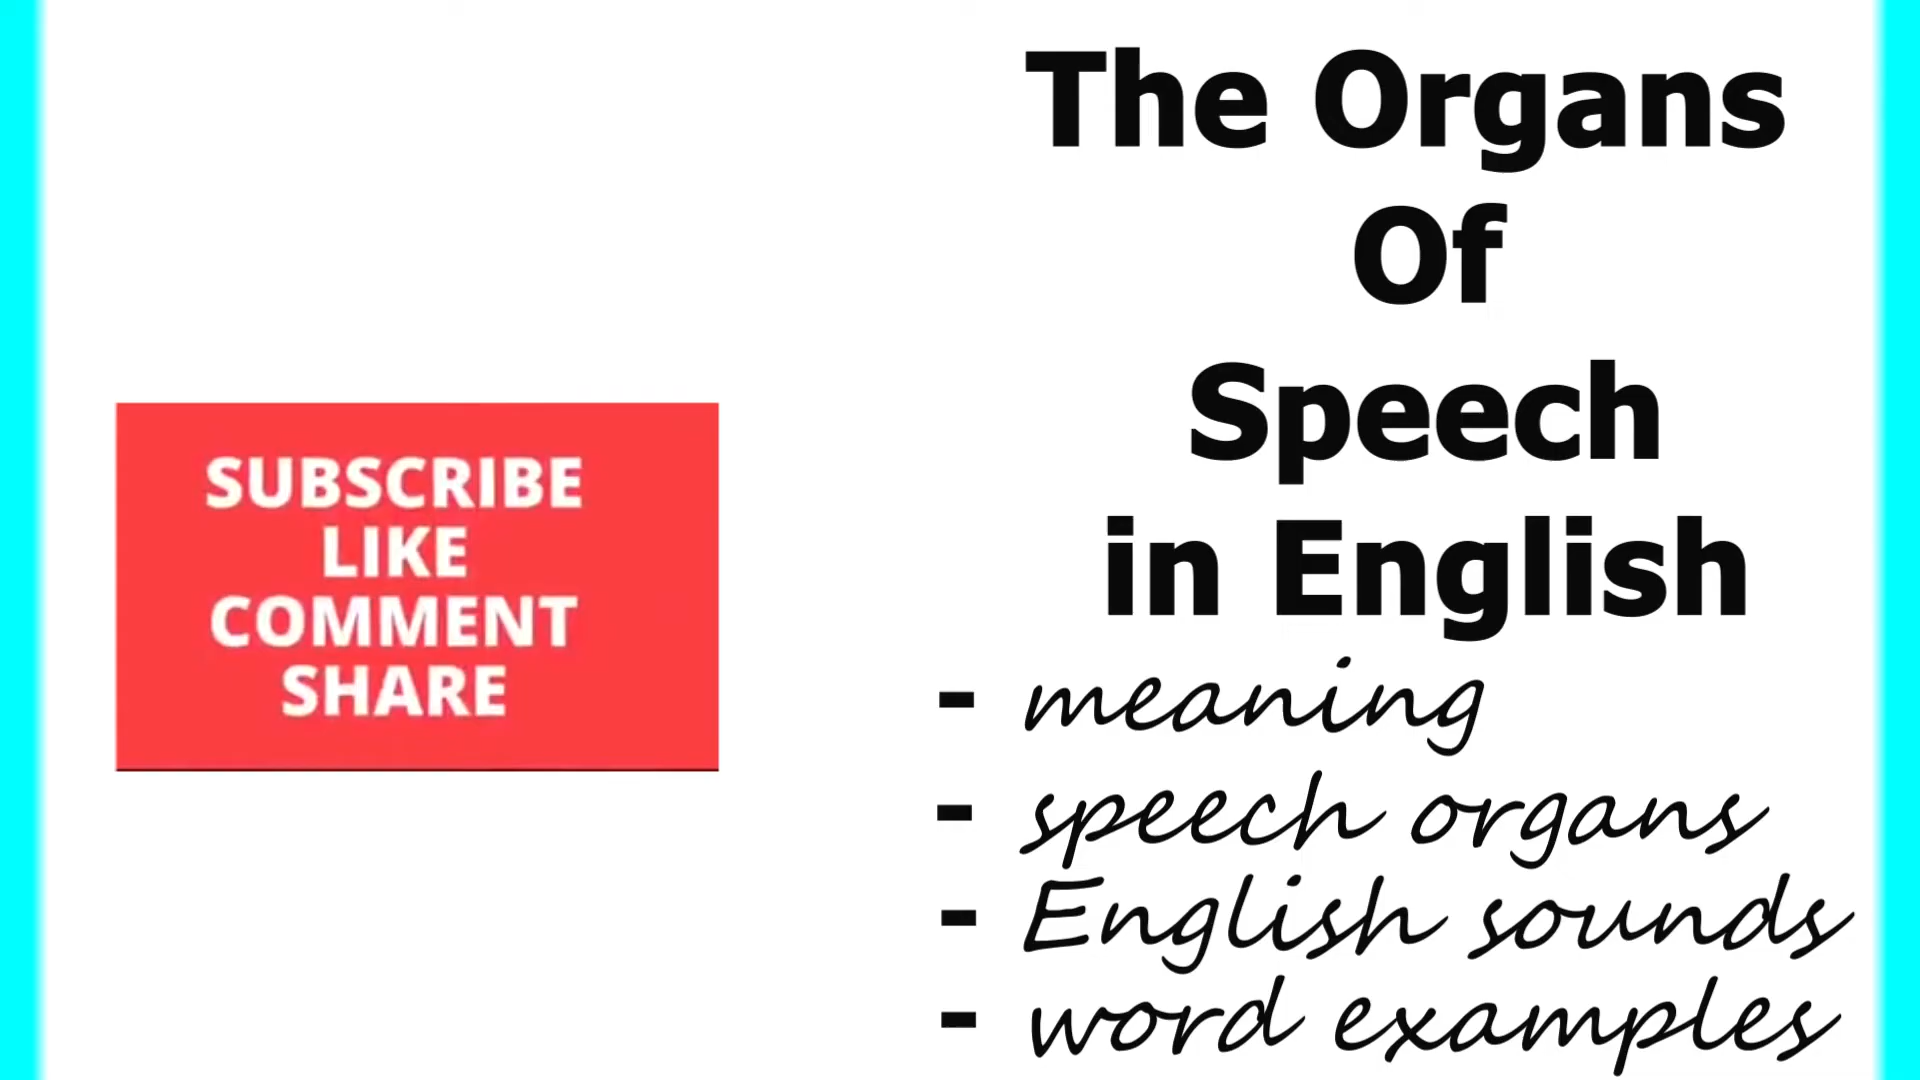 The Organs
Of
Speech
in English
- meaning
- speech organs
- English sounds
- word examples
SUBSCRIBE
LIKE
COMMENT
SHARE